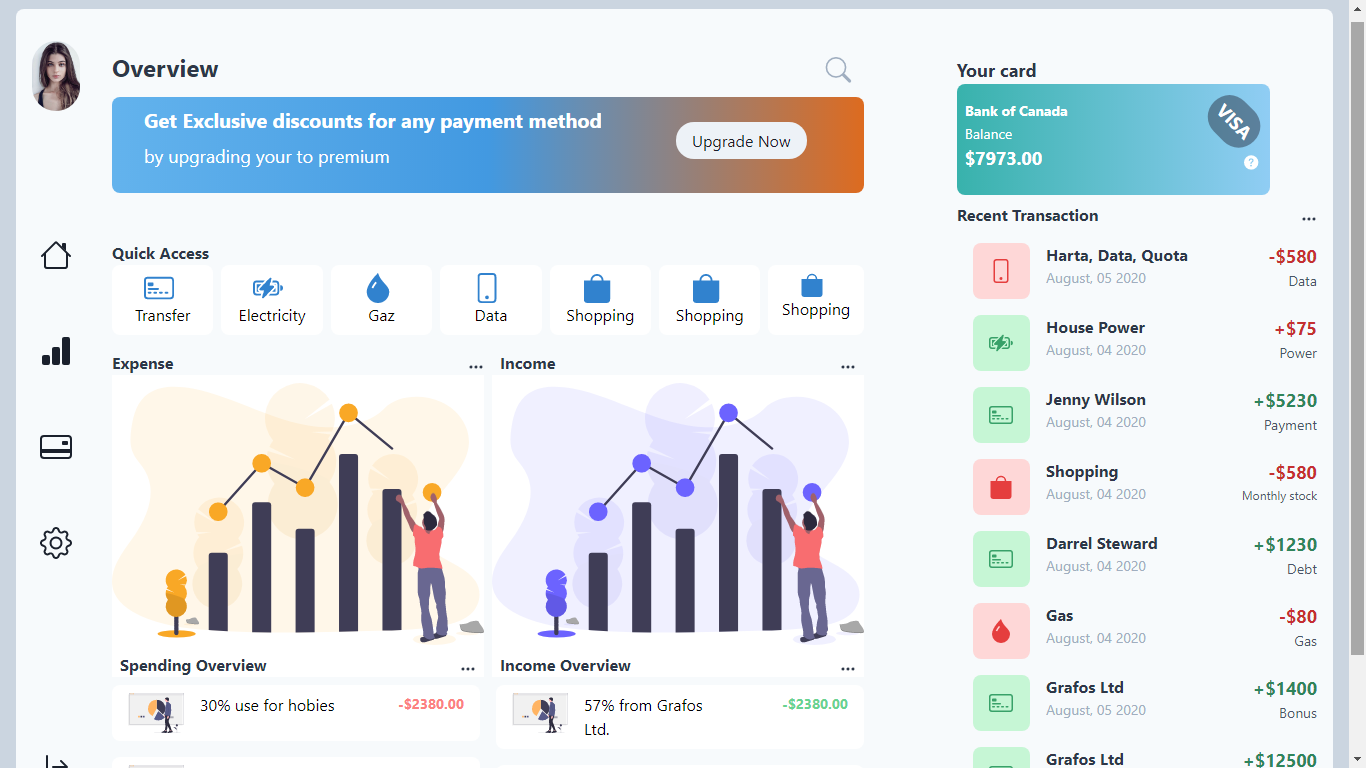 Overview
Get Exclusive discounts for any payment method
by upgrading your to premium
Upgrade Now
Quick Access
Transfer
Electricity
Gaz
Data
Shopping
Shopping
Shopping
Expense
...
Income
...
Spending Overview
...
Income Overview
...
30% use for hobies
-$2380.00
57% from Grafos
Ltd.
-$2380.00
Your card
Bank of Canada
Balance
$7973.00
VISA
?
Recent Transaction
...
Harta, Data, Quota
-$580
August, 05 2020
Data
House Power
+$75
August, 04 2020
Power
Jenny Wilson
+$5230
August, 04 2020
Payment
Shopping
-$580
August, 04 2020
Monthly stock
Darrel Steward
+$1230
August, 04 2020
Debt
Gas
-$80
August, 04 2020
Gas
Grafos Ltd
+$1400
August, 05 2020
Bonus
Grafos Ltd
+$12500